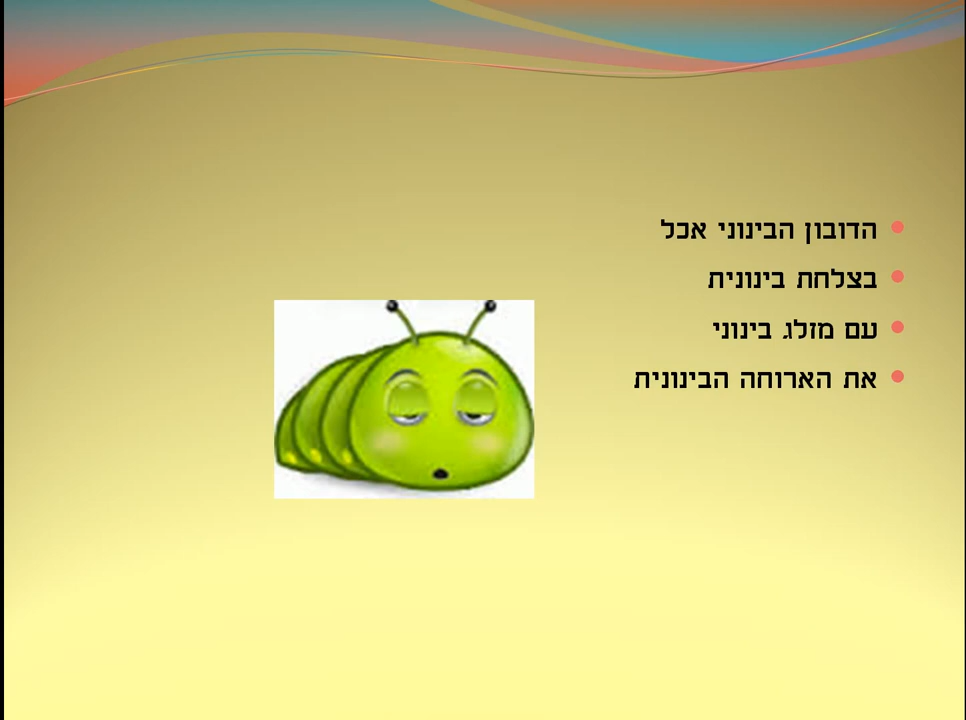 הדובון הבינוני אכל
בצלחת בינונית
עם מזלג בינוני
את הארוחה הבינונית